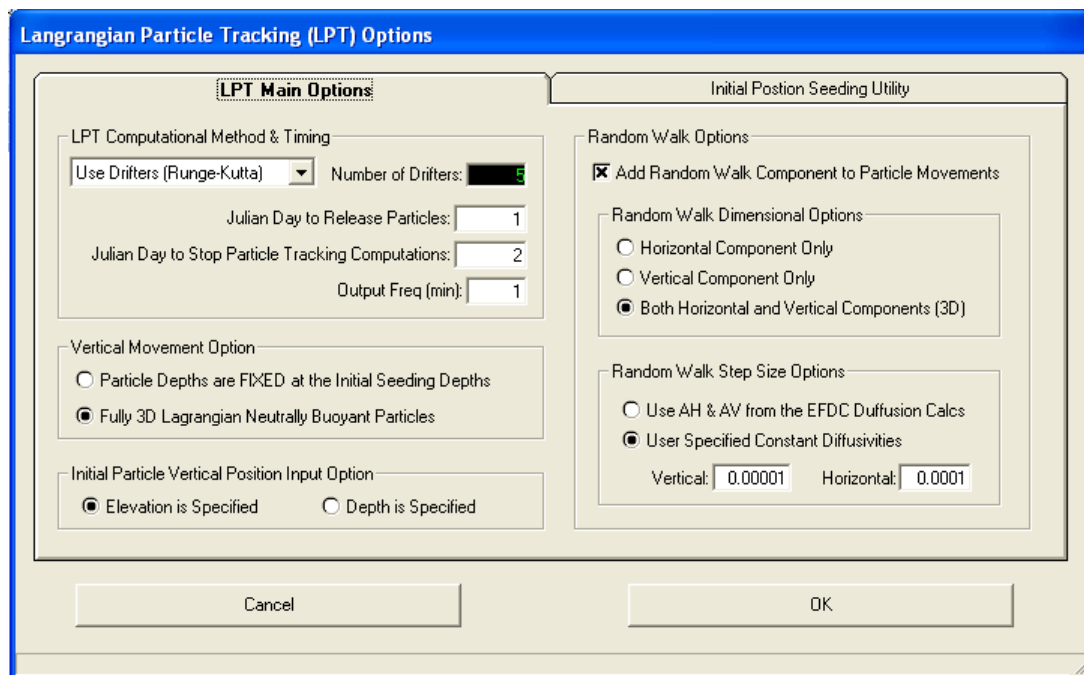 Langrangian Particle Tracking (LPT) Options
LPT Main Options
Initial Postion Seeding Utility
LPT Computational Method & Timing
Use Drifters (Runge-Kutta)
Number of Drifters: 5
Julian Day to Release Particles: 1
Julian Day to Stop Particle Tracking Computations: 2
Output Freq (min): 1
Vertical Movement Option
Particle Depths are FIXED at the Initial Seeding Depths
Fully 3D Lagrangian Neutrally Buoyant Particles
Initial Particle Vertical Position Input Option
Elevation is Specified
Depth is Specified
Random Walk Options
Add Random Walk Component to Particle Movements
Random Walk Dimensional Options
Horizontal Component Only
Vertical Component Only
Both Horizontal and Vertical Components (3D)
Random Walk Step Size Options
Use AH & AV from the EFDC Duffusion Calcs
User Specified Constant Diffusivities
Vertical: 0.00001 Horizontal: 0.0001
Cancel
OK